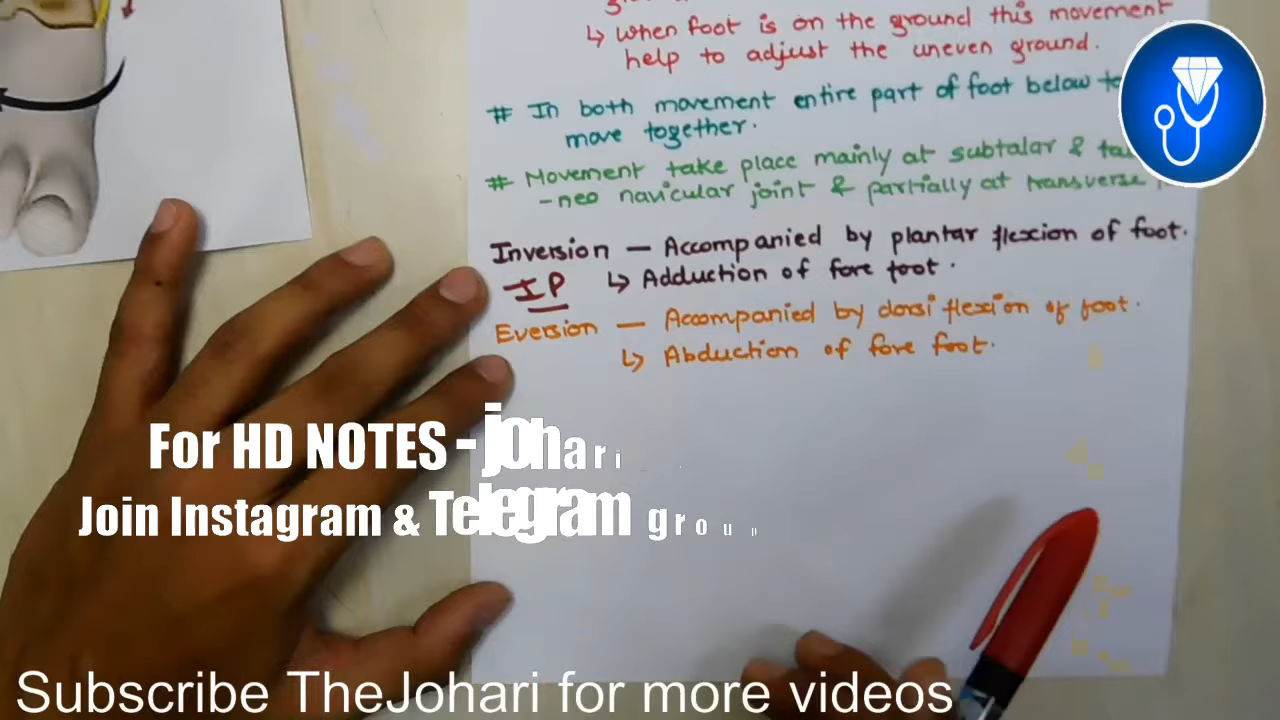 ↳ When foot is on the ground this movement
help to adjust the uneven ground.
# In both movement entire part of foot below
move together.
# Movement take place mainly at subtalar &
-neo navicular joint & partially at transverse
Inversion — Accompanied by plantar flexion of foot.
IP ↳ Adduction of fore foot.
Eversion — Accompanied by dorsi flexion of foot.
↳ Abduction of fore foot.
For HD NOTES - johari
Join Instagram & Telegram group
Subscribe TheJohari for more videos